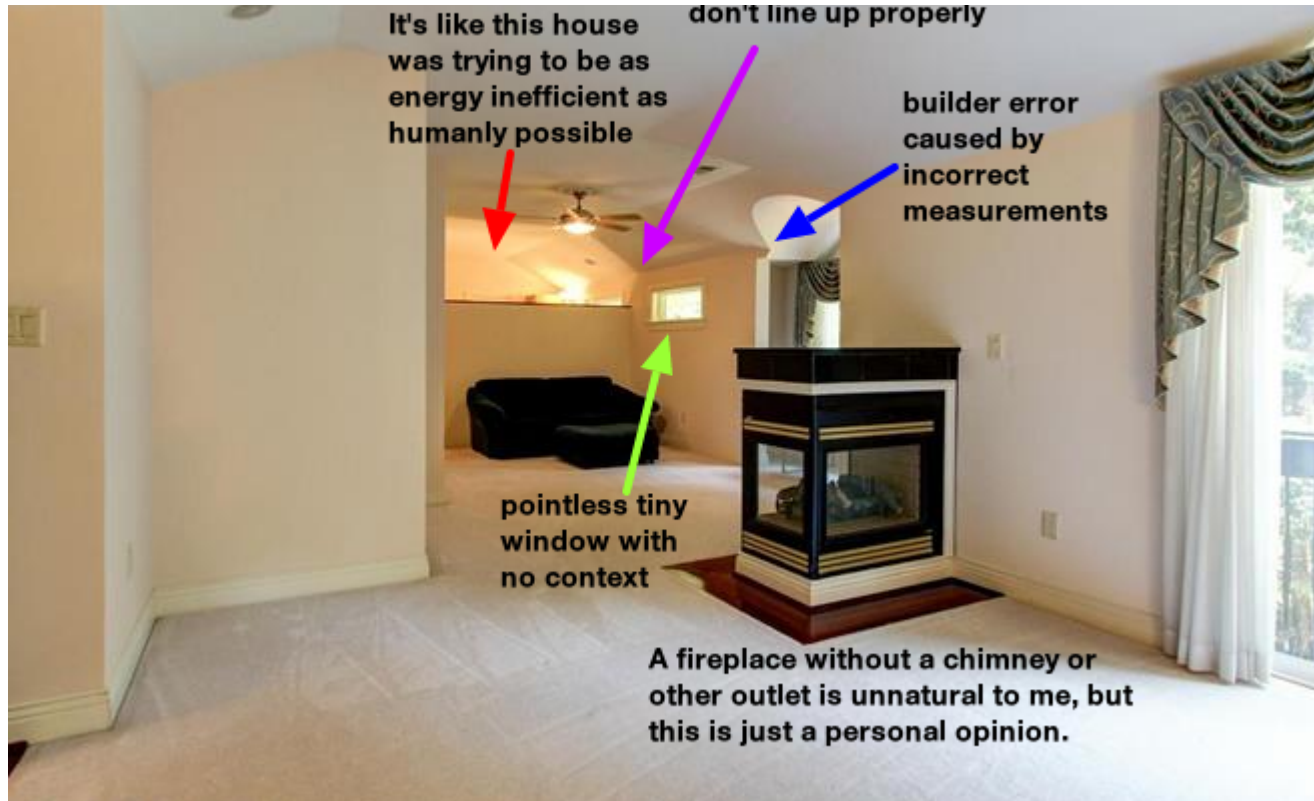 It's like this house
was trying to be as
energy inefficient as
humanly possible
don't line up properly
builder error
caused by
incorrect
measurements
pointless tiny
window with
no context
A fireplace without a chimney or
other outlet is unnatural to me, but
this is just a personal opinion.